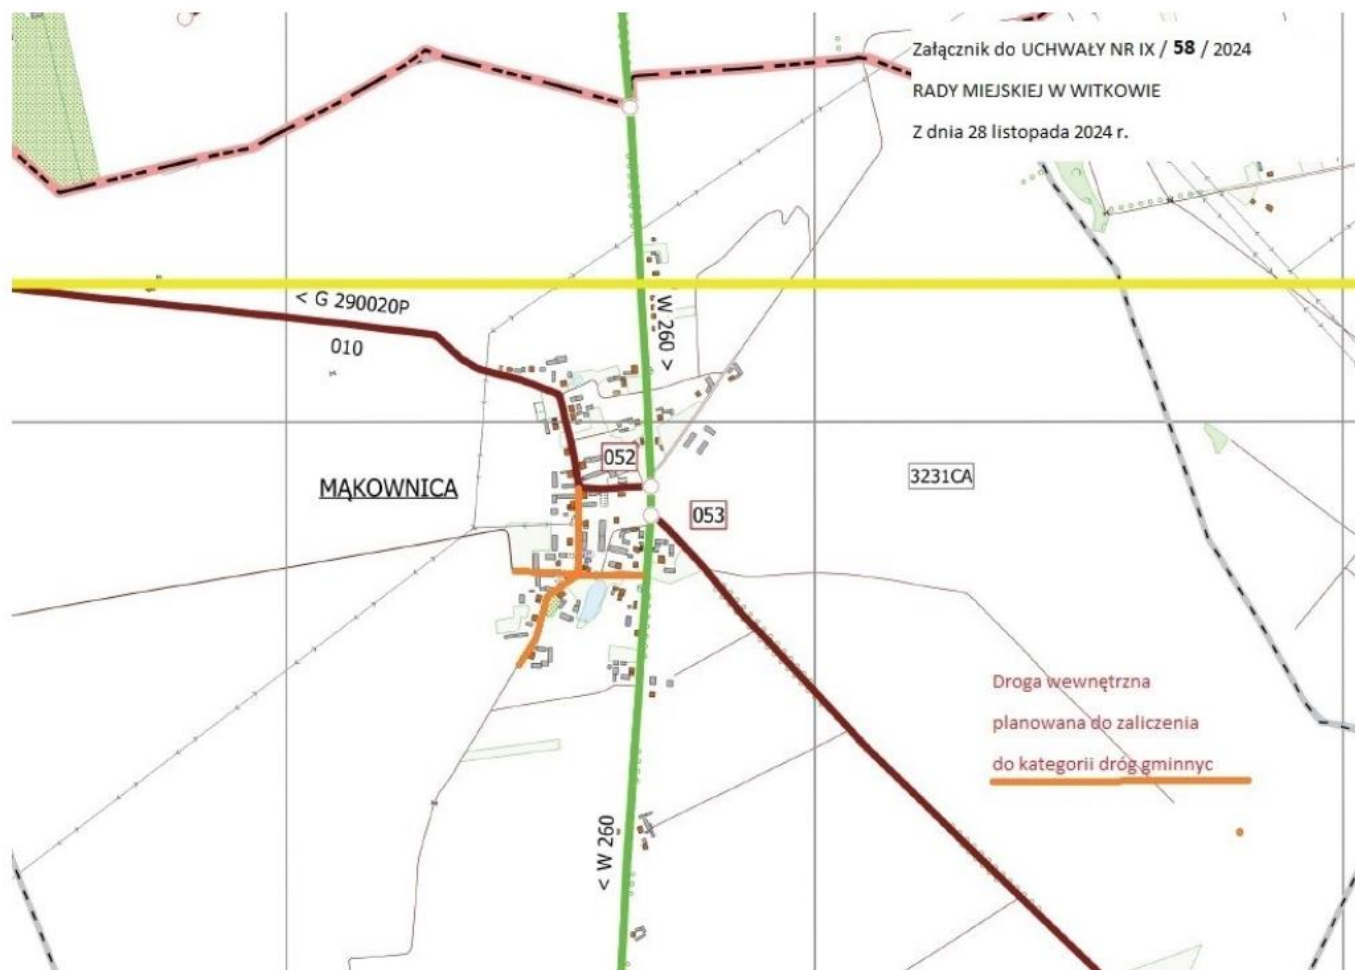 Załącznik do UCHWAŁY NR IX / 58 / 2024
RADY MIEJSKIEJ W WITKOWIE
Z dnia 28 listopada 2024 r.
< G 290020P
010
W 260 >
052
MĄKOWNICA
3231CA
053
Droga wewnętrzna
planowana do zaliczenia
do kategorii dróg gminnyc
< W 260